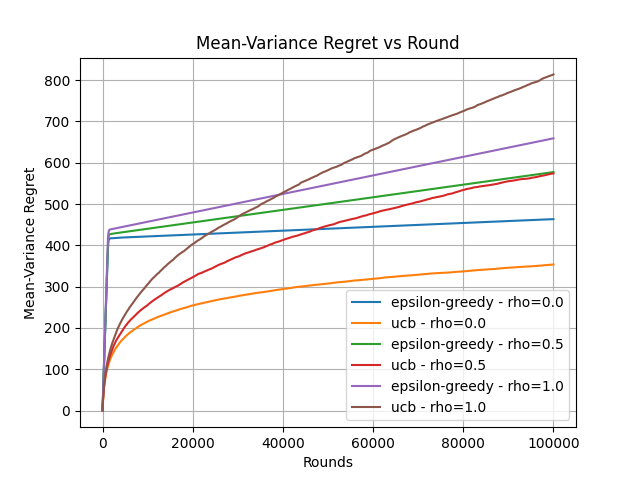 Mean-Variance Regret vs Round
Mean-Variance Regret
800
700
600
500
400
300
200
100
0
0 20000 40000 60000 80000 100000
Rounds
epsilon-greedy - rho=0.0
ucb - rho=0.0
epsilon-greedy - rho=0.5
ucb - rho=0.5
epsilon-greedy - rho=1.0
ucb - rho=1.0